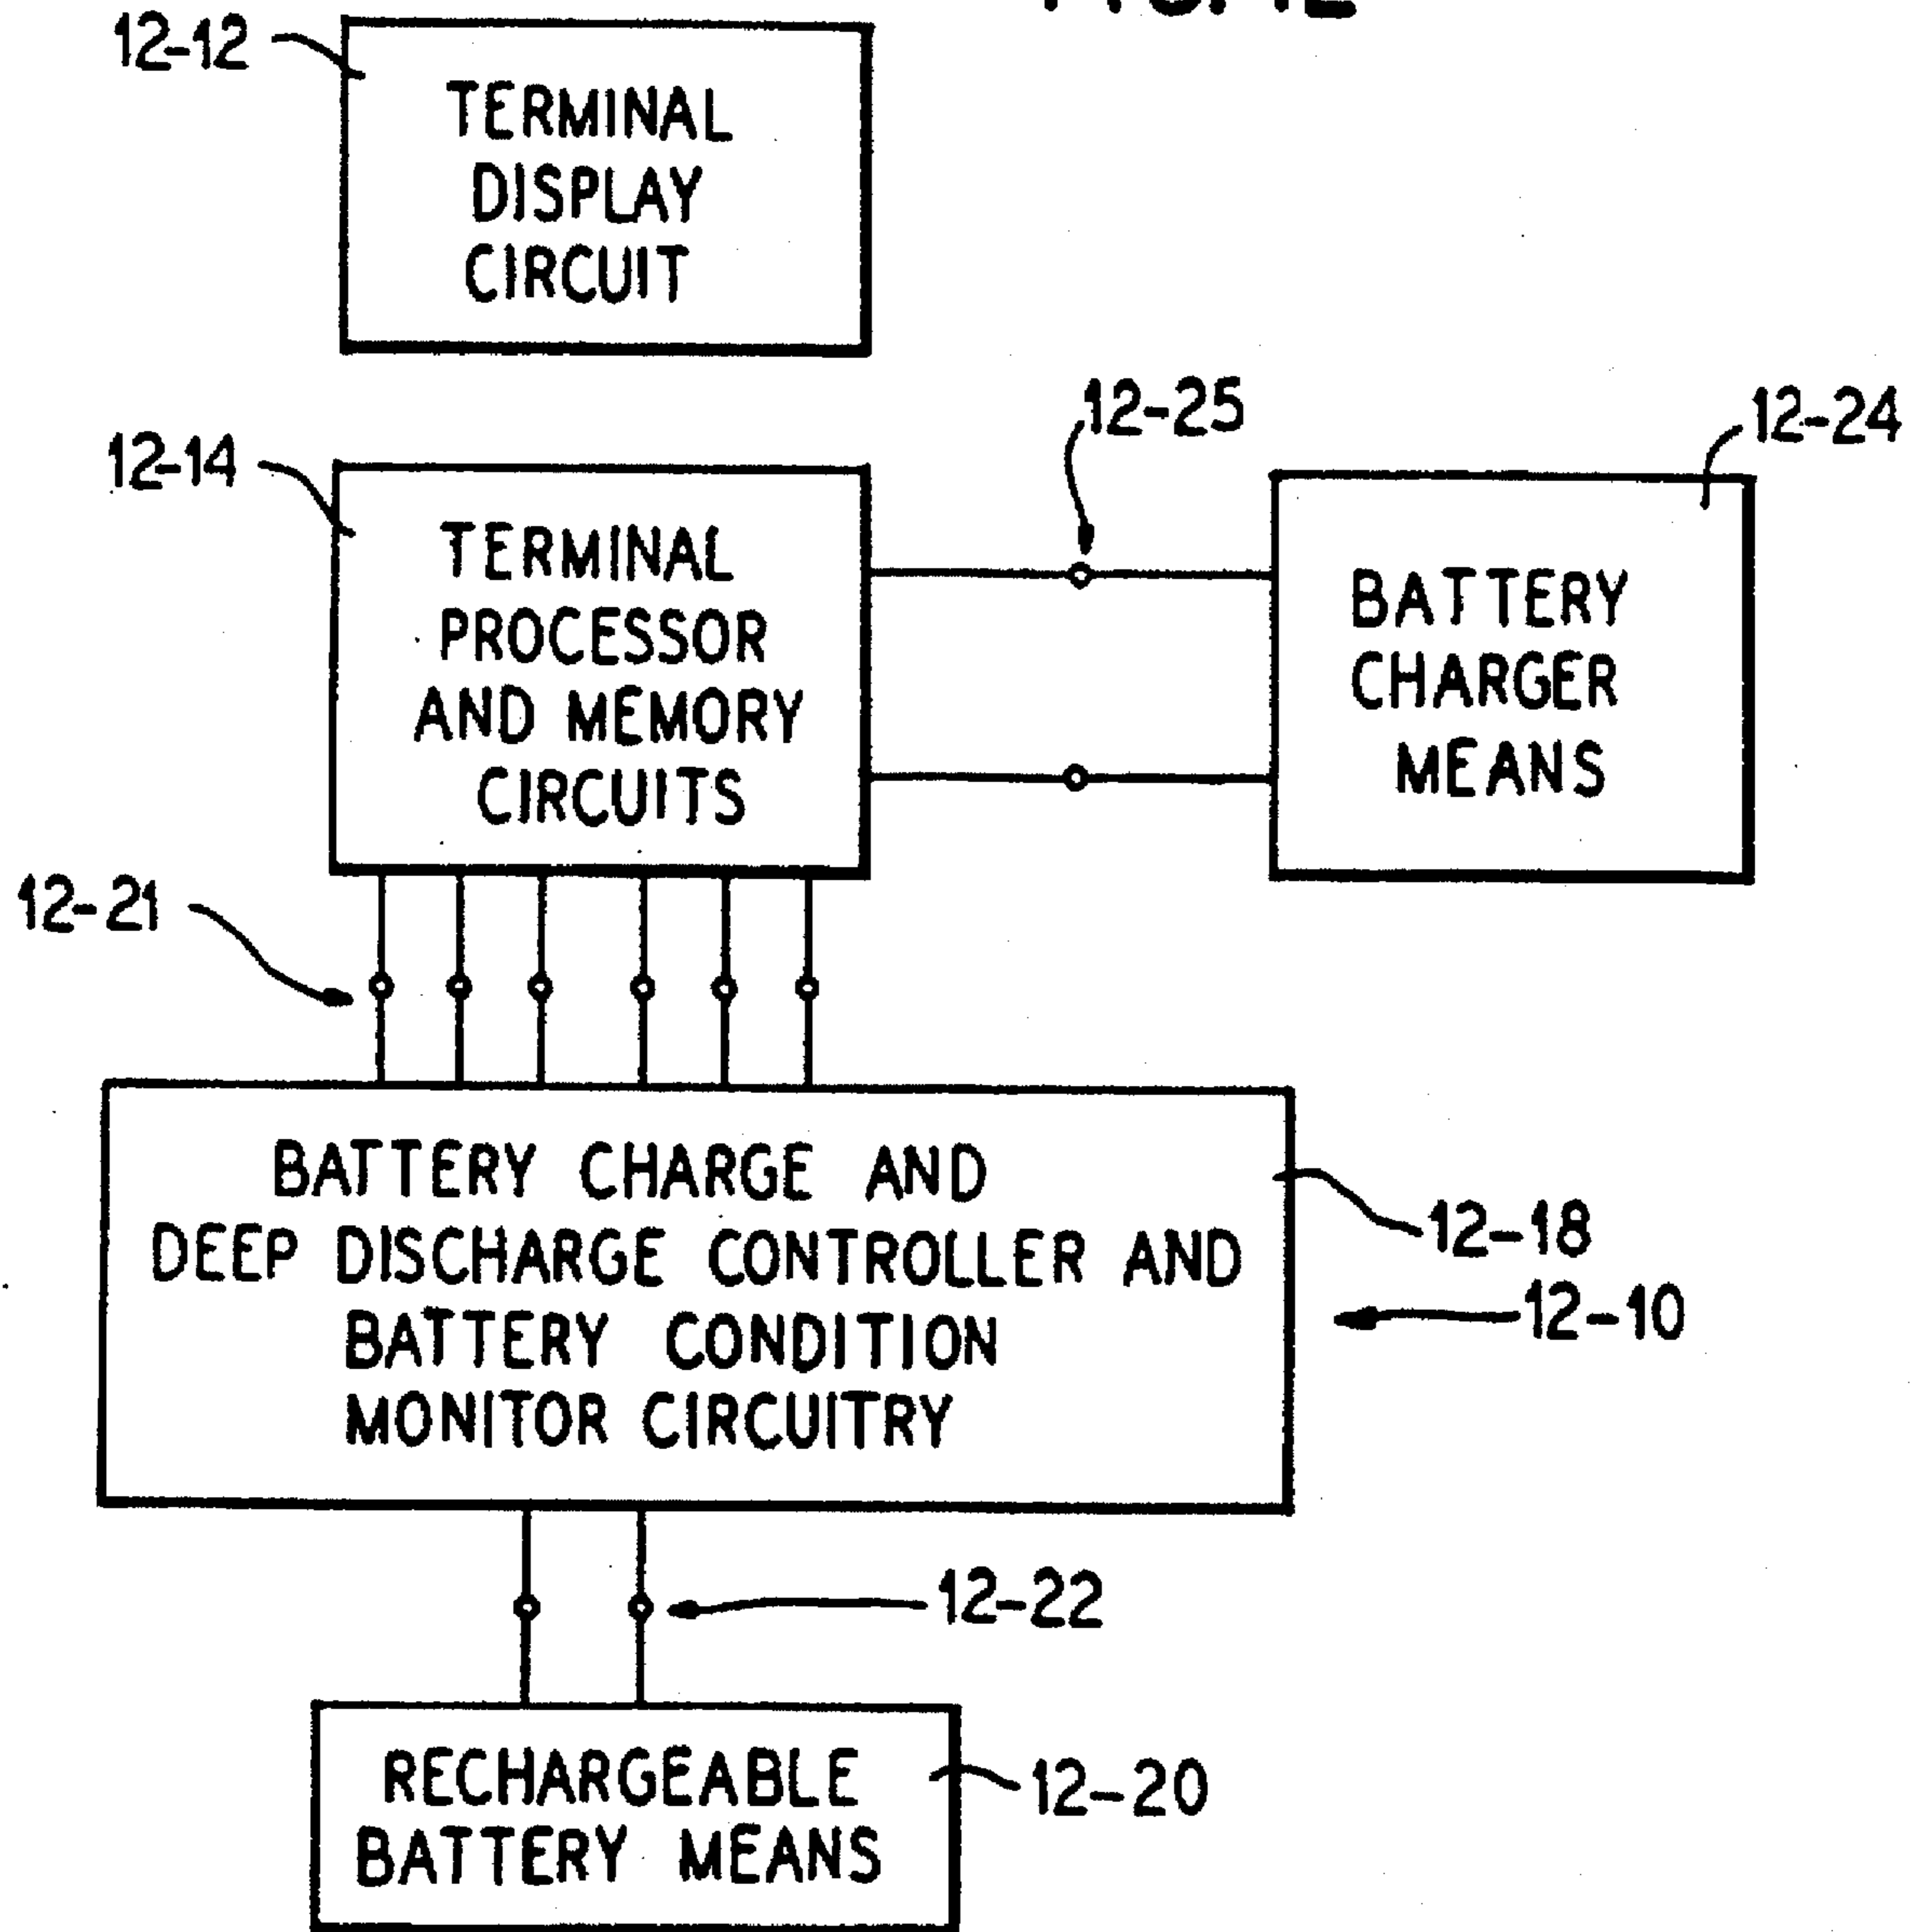 12-12
TERMINAL
DISPLAY
CIRCUIT
12-25
12-24
12-14
TERMINAL
PROCESSOR
AND MEMORY
CIRCUITS
BATTERY
CHARGER
MEANS
12-21
BATTERY CHARGE AND
DEEP DISCHARGE CONTROLLER AND
BATTERY CONDITION
MONITOR CIRCUITRY
12-18
12-10
12-22
RECHARGEABLE
BATTERY MEANS
12-20